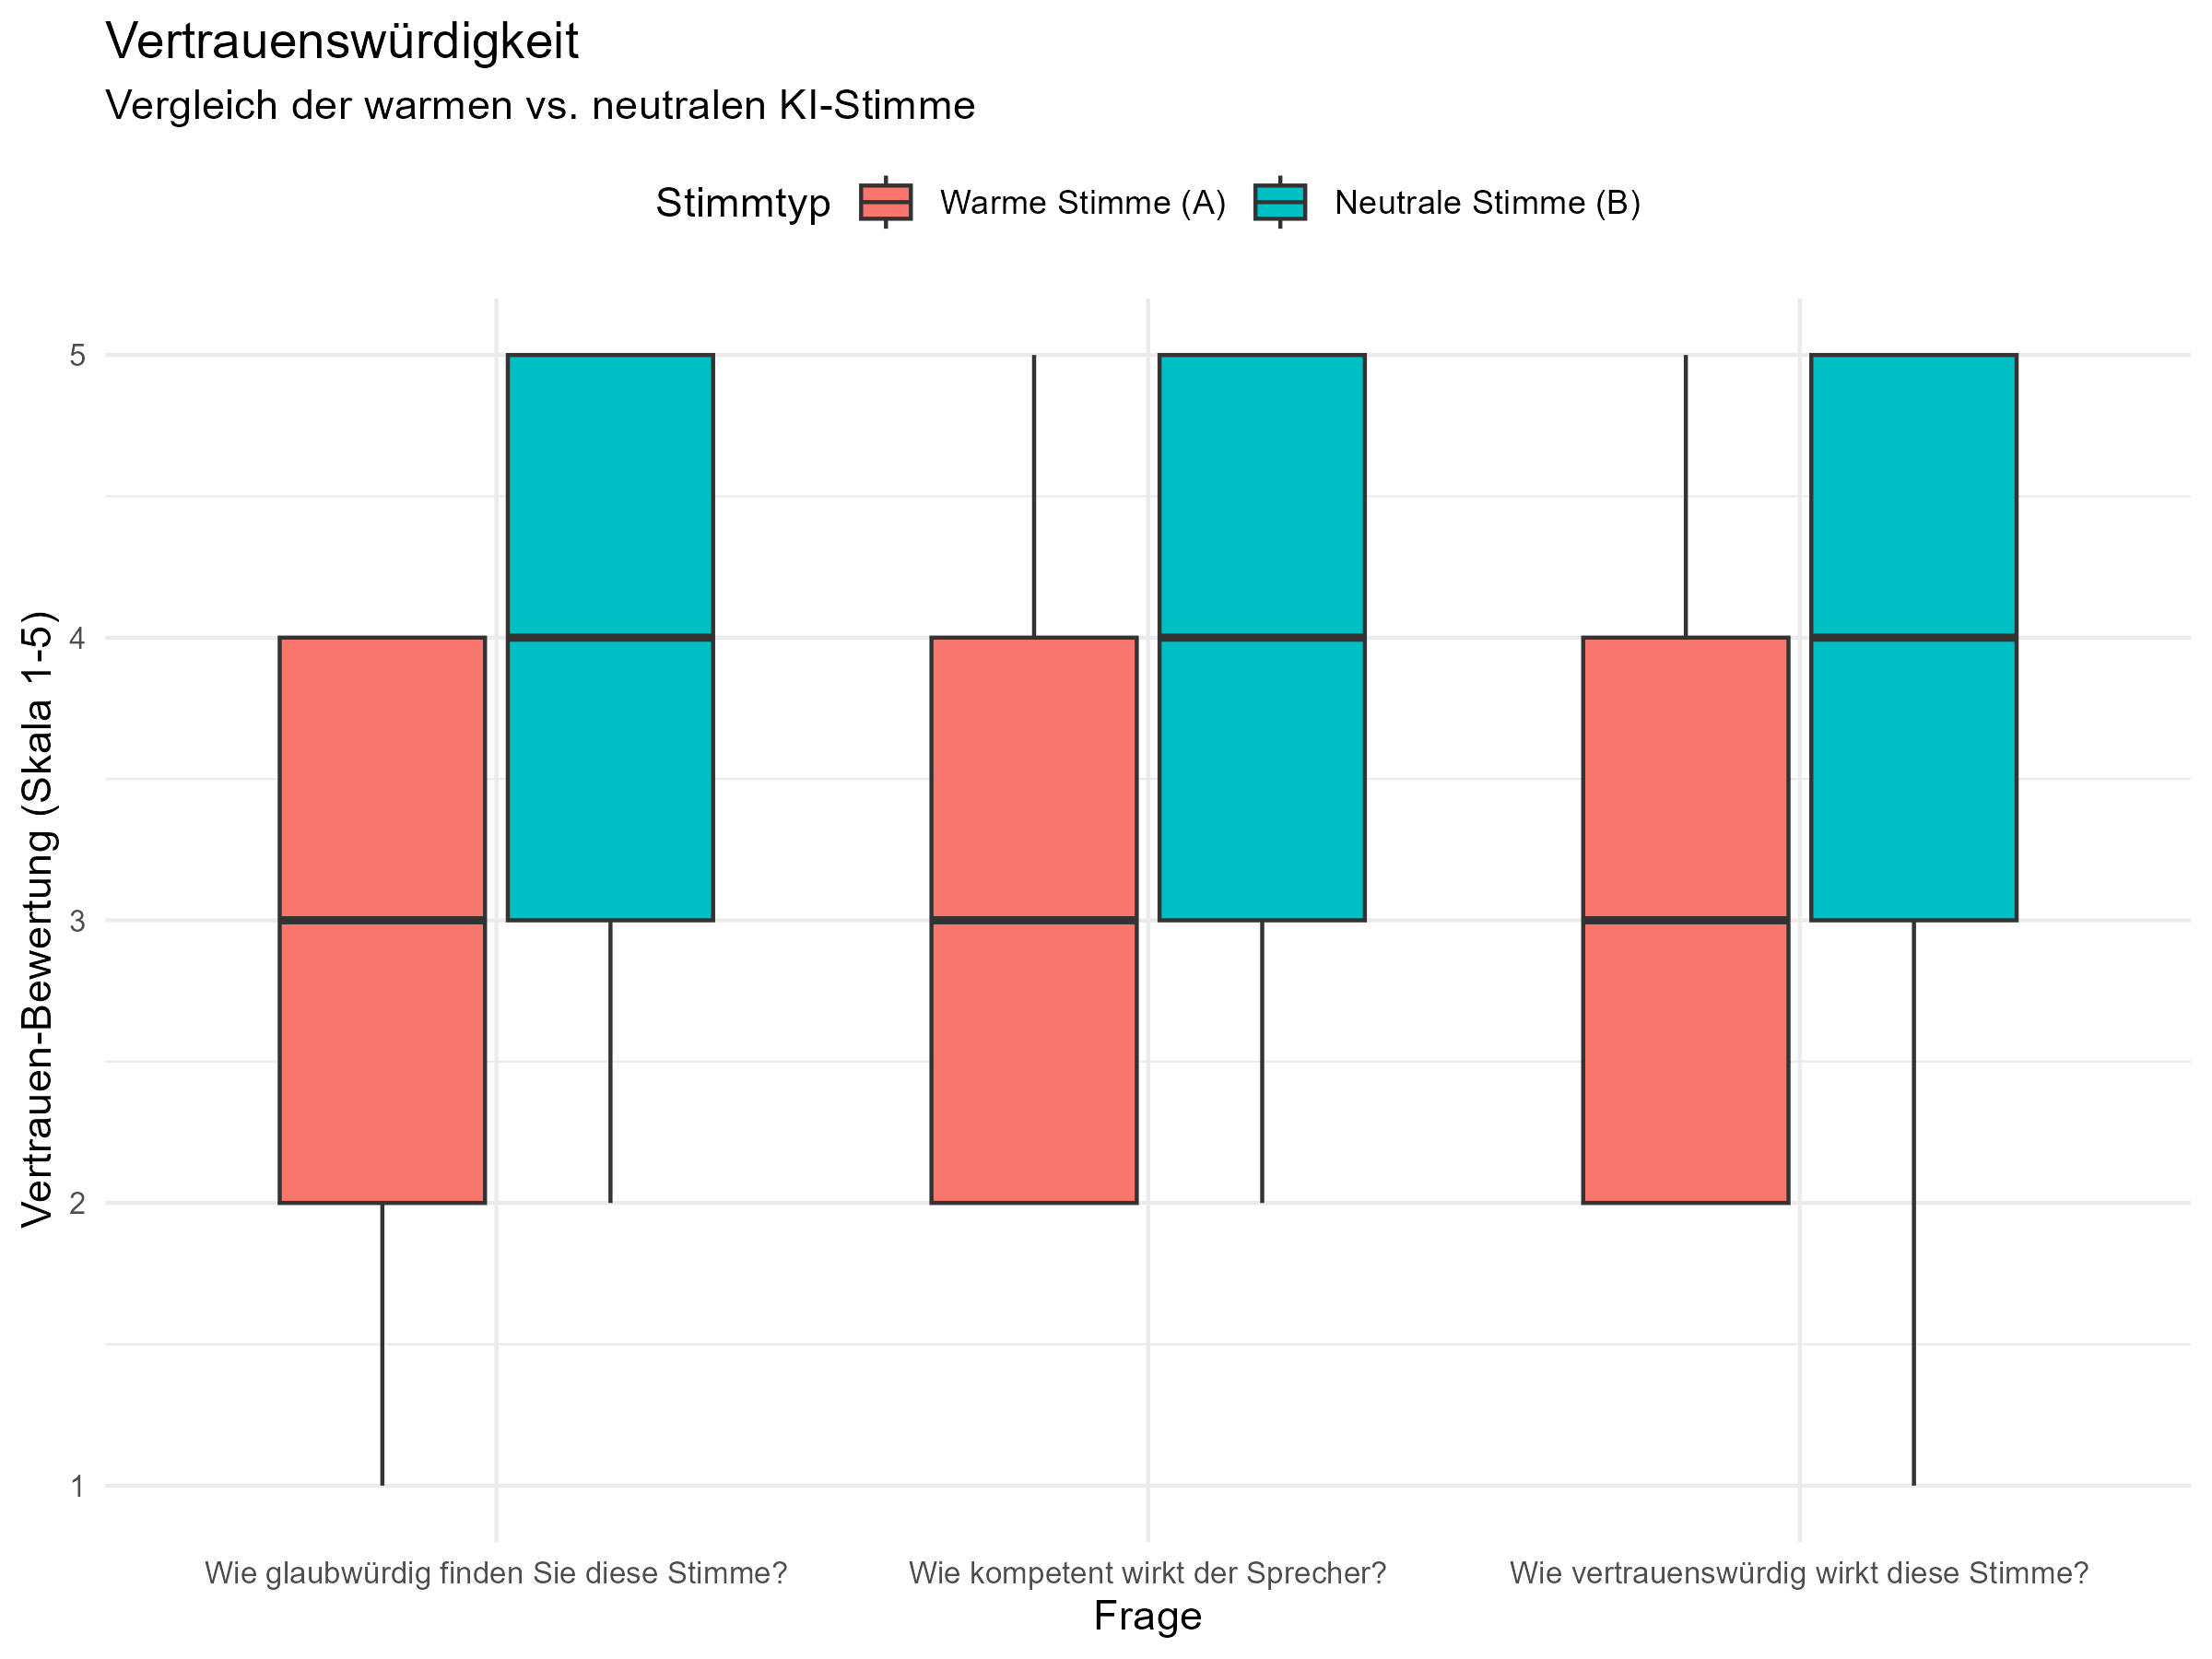 Vertrauenswürdigkeit
Vergleich der warmen vs. neutralen KI-Stimme
Stimmtyp Warme Stimme (A) Neutrale Stimme (B)
Vertrauen-Bewertung (Skala 1-5)
5
4
3
2
1
Wie glaubwürdig finden Sie diese Stimme? Wie kompetent wirkt der Sprecher? Wie vertrauenswürdig wirkt diese Stimme?
Frage